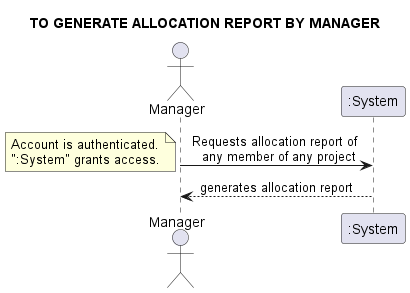 TO GENERATE ALLOCATION REPORT BY MANAGER
Manager
:System
Account is authenticated.
":System" grants access.
Requests allocation report of
any member of any project
generates allocation report
Manager
:System